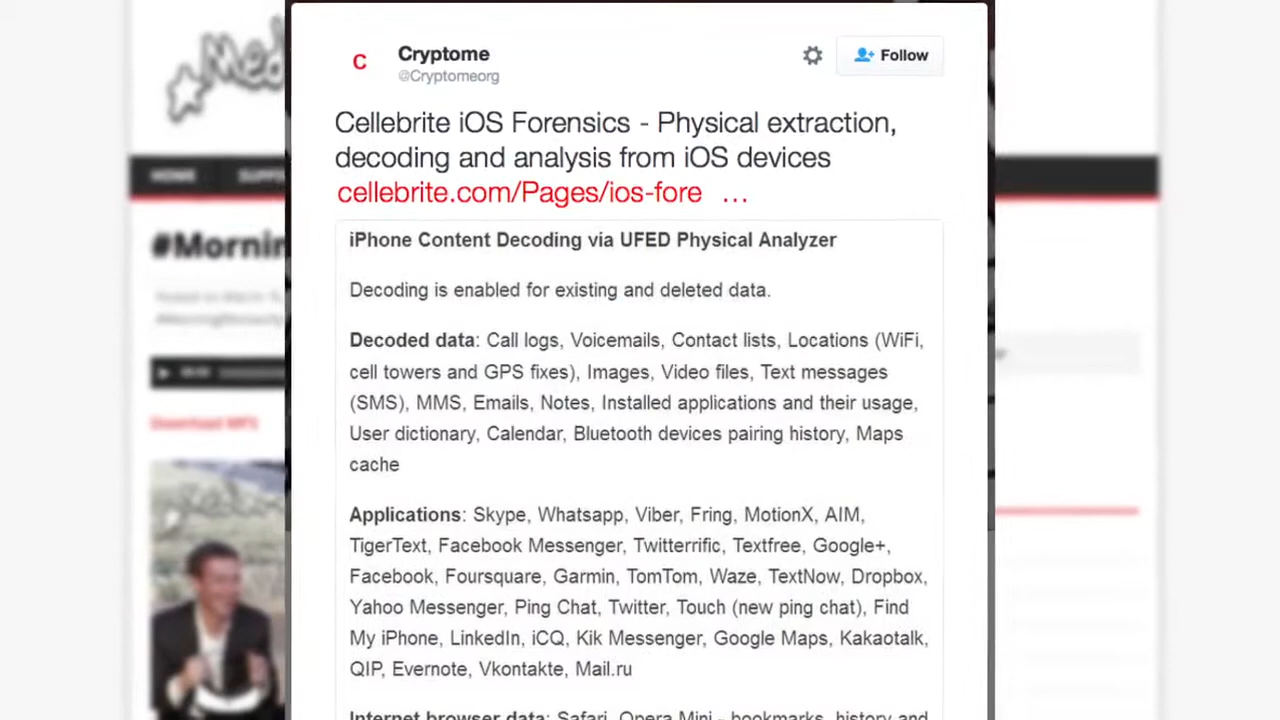 C
Cryptome
@Cryptomeorg
Follow
Cellebrite iOS Forensics - Physical extraction,
decoding and analysis from iOS devices
cellebrite.com/Pages/ios-fore …
iPhone Content Decoding via UFED Physical Analyzer
Decoding is enabled for existing and deleted data.
Decoded data: Call logs, Voicemails, Contact lists, Locations (WiFi,
cell towers and GPS fixes), Images, Video files, Text messages
(SMS), MMS, Emails, Notes, Installed applications and their usage,
User dictionary, Calendar, Bluetooth devices pairing history, Maps
cache
Applications: Skype, Whatsapp, Viber, Fring, MotionX, AIM,
TigerText, Facebook Messenger, Twitterrific, Textfree, Google+,
Facebook, Foursquare, Garmin, TomTom, Waze, TextNow, Dropbox,
Yahoo Messenger, Ping Chat, Twitter, Touch (new ping chat), Find
My iPhone, LinkedIn, iCQ, Kik Messenger, Google Maps, Kakaotalk,
QIP, Evernote, Vkontakte, Mail.ru
Internet browser data: Safari, Opera Mini - bookmarks, history and
HOME
#Mornin
Download MP3